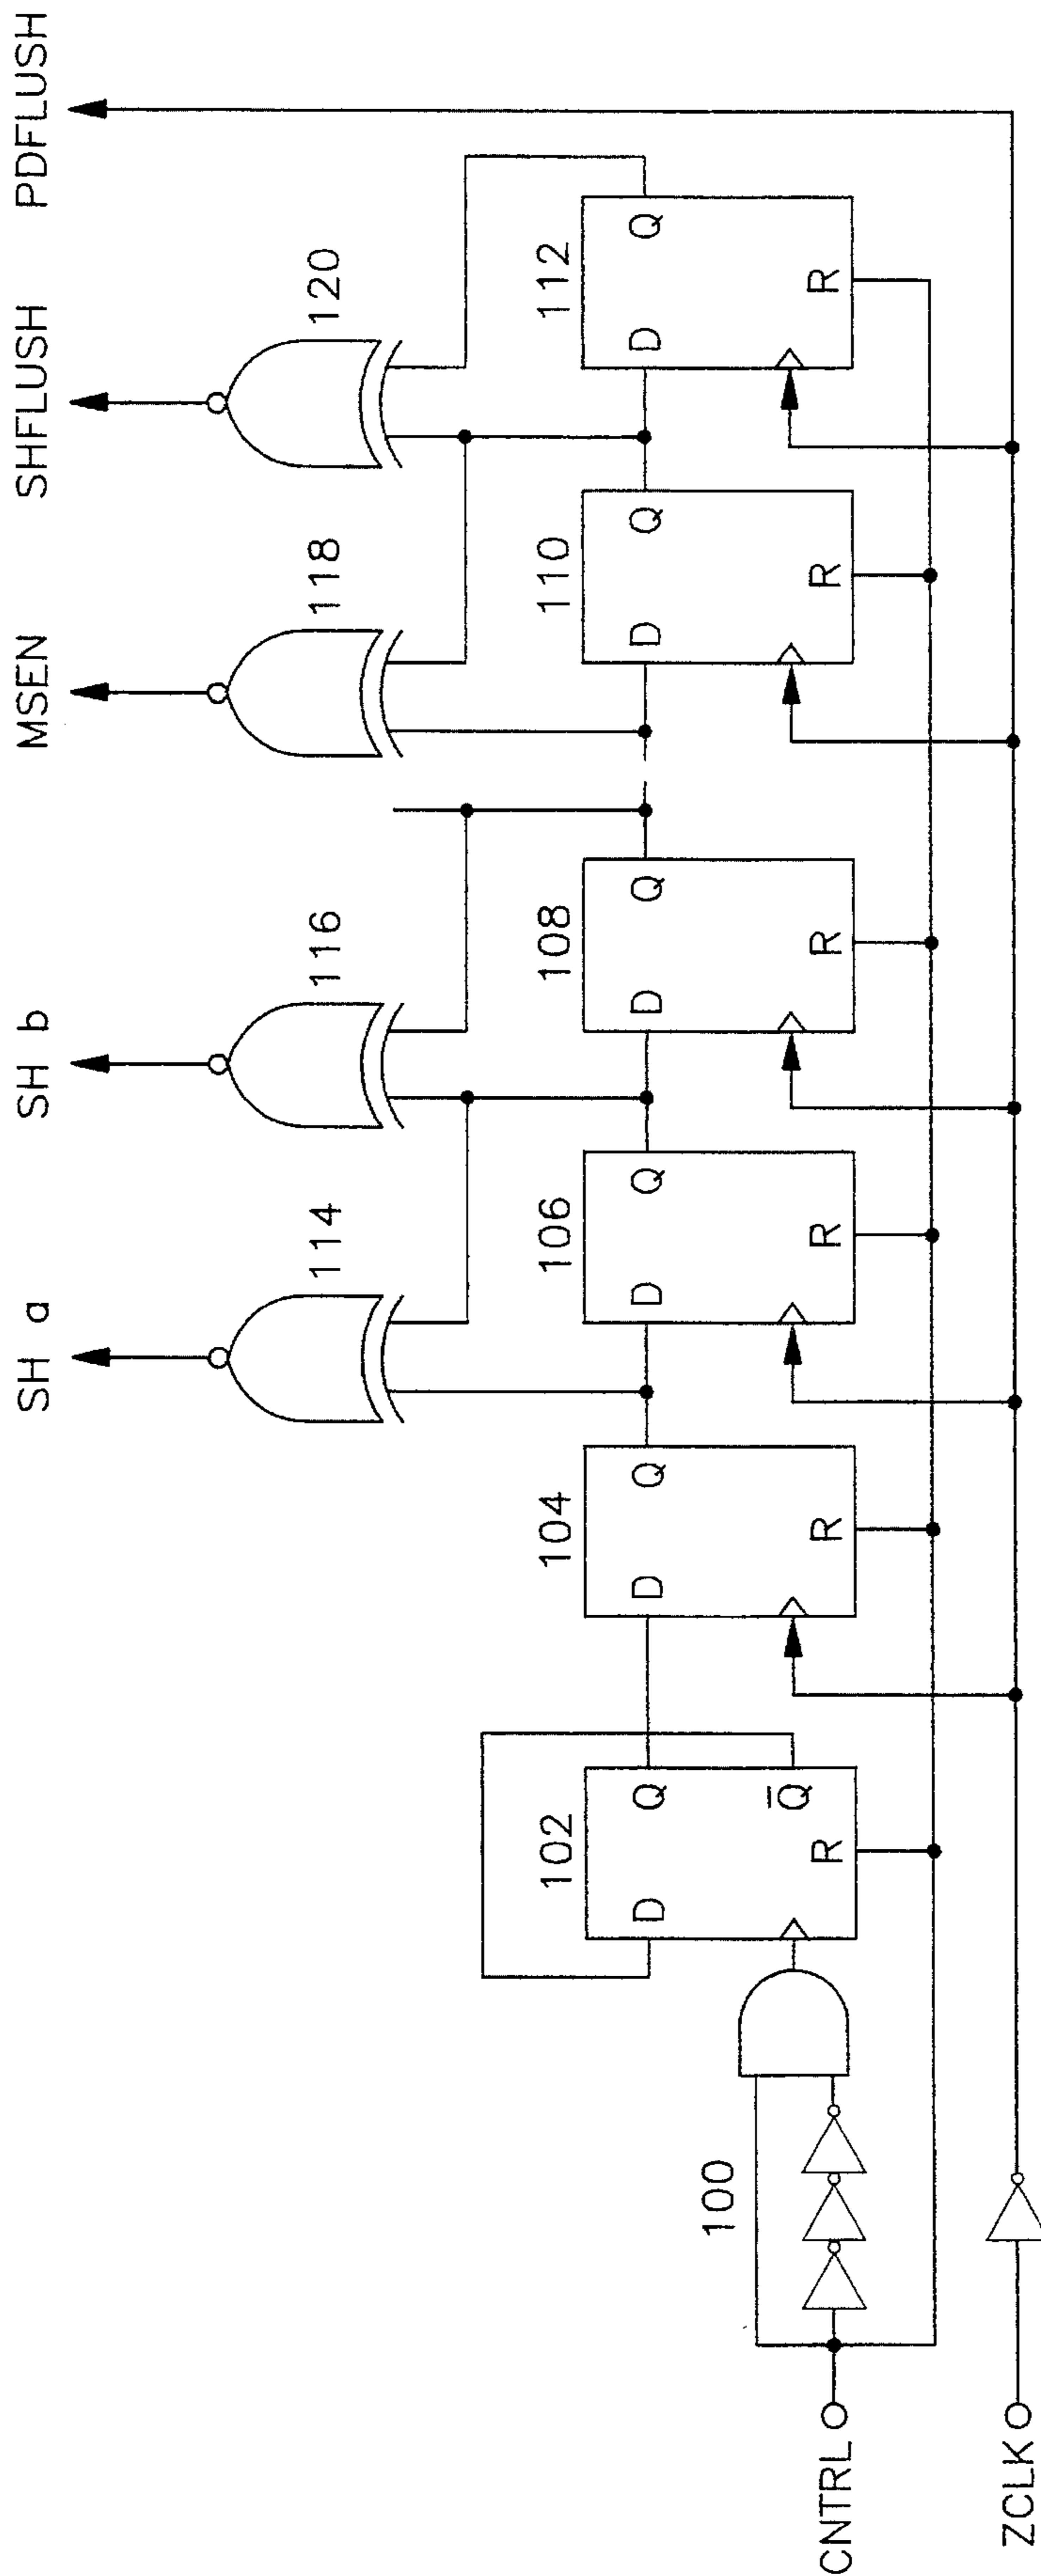 SH a
SH b
MSEN
SHFLUSH
PDFLUSH
114
116
118
120
102
104
106
108
110
112
D
Q
Q̅
R
D
Q
R
D
Q
R
D
Q
R
D
Q
R
D
Q
R
100
CNTRL
ZCLK